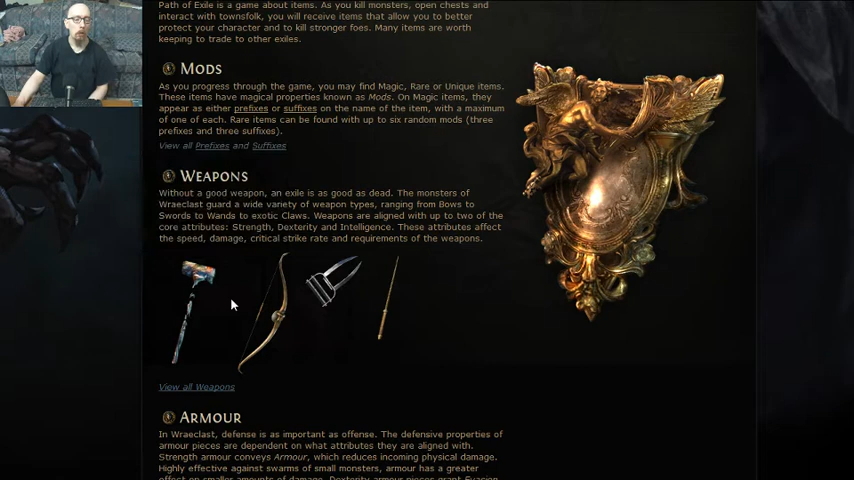 Path of Exile is a game about items. As you kill monsters, open chests and
interact with townsfolk, you will receive items that allow you to better
protect your character and to kill stronger foes. Many items are worth
keeping to trade to other exiles.
MODS
As you progress through the game, you may find Magic, Rare or Unique items.
These items have magical properties known as Mods. On Magic items, they
appear as either prefixes or suffixes on the name of the item, with a maximum
of one of each. Rare items can be found with up to six random mods (three
prefixes and three suffixes).
View all Prefixes and Suffixes
WEAPONS
Without a good weapon, an exile is as good as dead. The monsters of
Wraeclast guard a wide variety of weapon types, ranging from Bows to
Swords to Wands to exotic Claws. Weapons are aligned with up to two of the
core attributes: Strength, Dexterity and Intelligence. These attributes affect
the speed, damage, critical strike rate and requirements of the weapons.
View all Weapons
ARMOUR
In Wraeclast, defense is as important as offense. The defensive properties of
armour pieces are dependent on what attributes they are aligned with.
Strength armour conveys Armour, which reduces incoming physical damage.
Highly effective against swarms of small monsters, armour has a greater
effect on smaller amounts of damage. Dexterity armour pieces grant Evasion